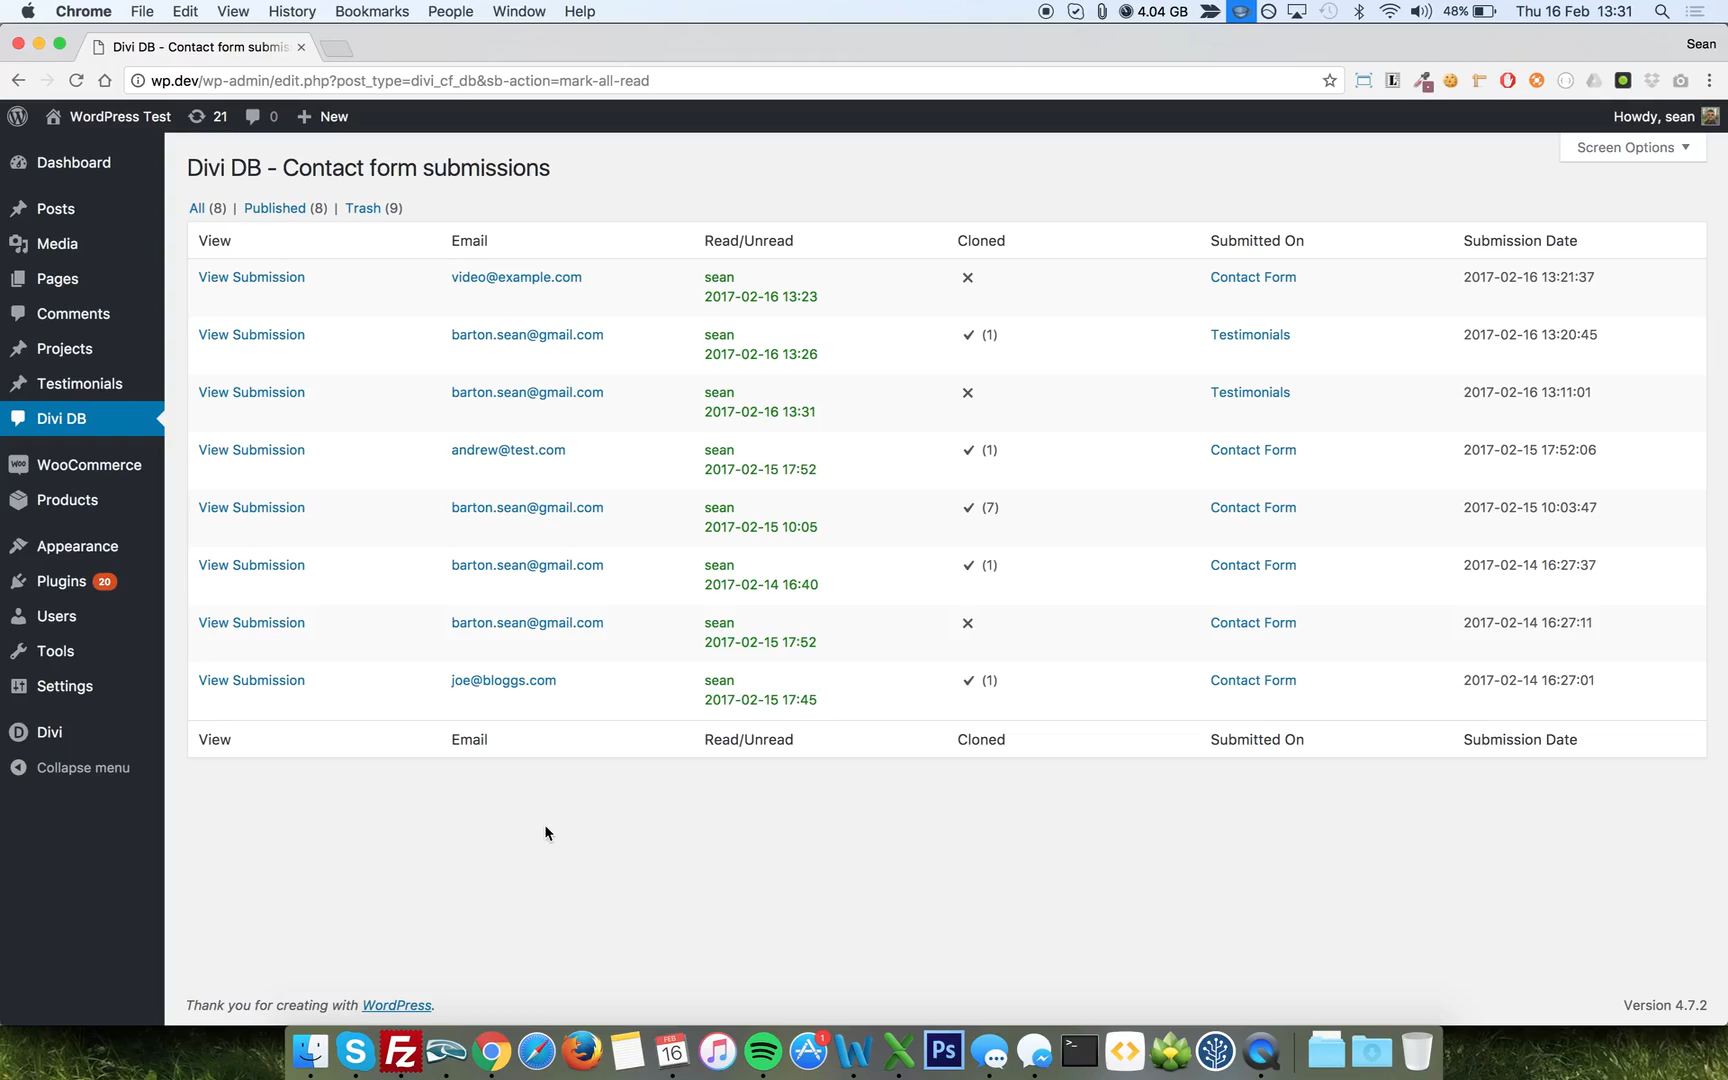 Chrome File Edit View History Bookmarks People Window Help 4.04 GB 48% Thu 16 Feb 13:31
Divi DB - Contact form submis Sean
wp.dev/wp-admin/edit.php?post_type=divi_cf_db&sb-action=mark-all-read
WordPress Test 21 0 New Howdy, sean
Screen Options
Dashboard
Posts
Media
Pages
Comments
Projects
Testimonials
Divi DB
WooCommerce
Products
Appearance
Plugins 20
Users
Tools
Settings
Divi
Collapse menu
Divi DB - Contact form submissions
All (8) | Published (8) | Trash (9)
View Email Read/Unread Cloned Submitted On Submission Date
View Submission video@example.com sean ✕ Contact Form 2017-02-16 13:21:37
2017-02-16 13:23
View Submission barton.sean@gmail.com sean ✓ (1) Testimonials 2017-02-16 13:20:45
2017-02-16 13:26
View Submission barton.sean@gmail.com sean ✕ Testimonials 2017-02-16 13:11:01
2017-02-16 13:31
View Submission andrew@test.com sean ✓ (1) Contact Form 2017-02-15 17:52:06
2017-02-15 17:52
View Submission barton.sean@gmail.com sean ✓ (7) Contact Form 2017-02-15 10:03:47
2017-02-15 10:05
View Submission barton.sean@gmail.com sean ✓ (1) Contact Form 2017-02-14 16:27:37
2017-02-14 16:40
View Submission barton.sean@gmail.com sean ✕ Contact Form 2017-02-14 16:27:11
2017-02-15 17:52
View Submission joe@bloggs.com sean ✓ (1) Contact Form 2017-02-14 16:27:01
2017-02-15 17:45
View Email Read/Unread Cloned Submitted On Submission Date
Thank you for creating with WordPress. Version 4.7.2
FEB
16
1
Ps